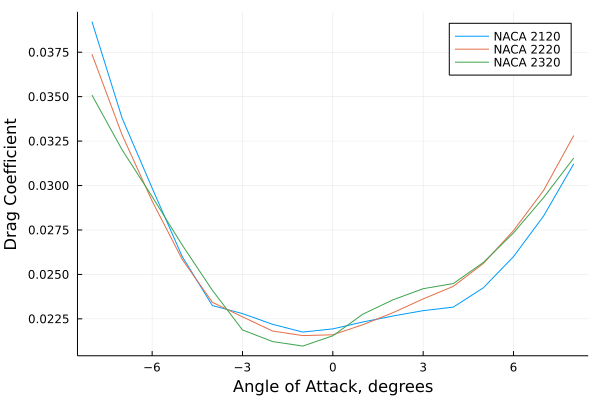 NACA 2120
NACA 2220
NACA 2320
0.0375
0.0350
0.0325
0.0300
0.0275
0.0250
0.0225
Drag Coefficient
−6
−3
0
3
6
Angle of Attack, degrees